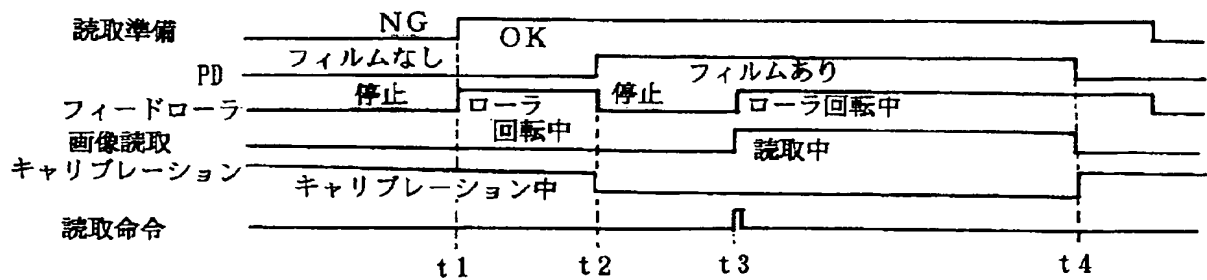 読取準備 NG OK
PD フィルムなし フィルムあり
フィードローラ 停止 ローラ 停止 ローラ回転中
回転中
画像読取 読取中
キャリブレーション キャリブレーション中
読取命令
t1 t2 t3 t4